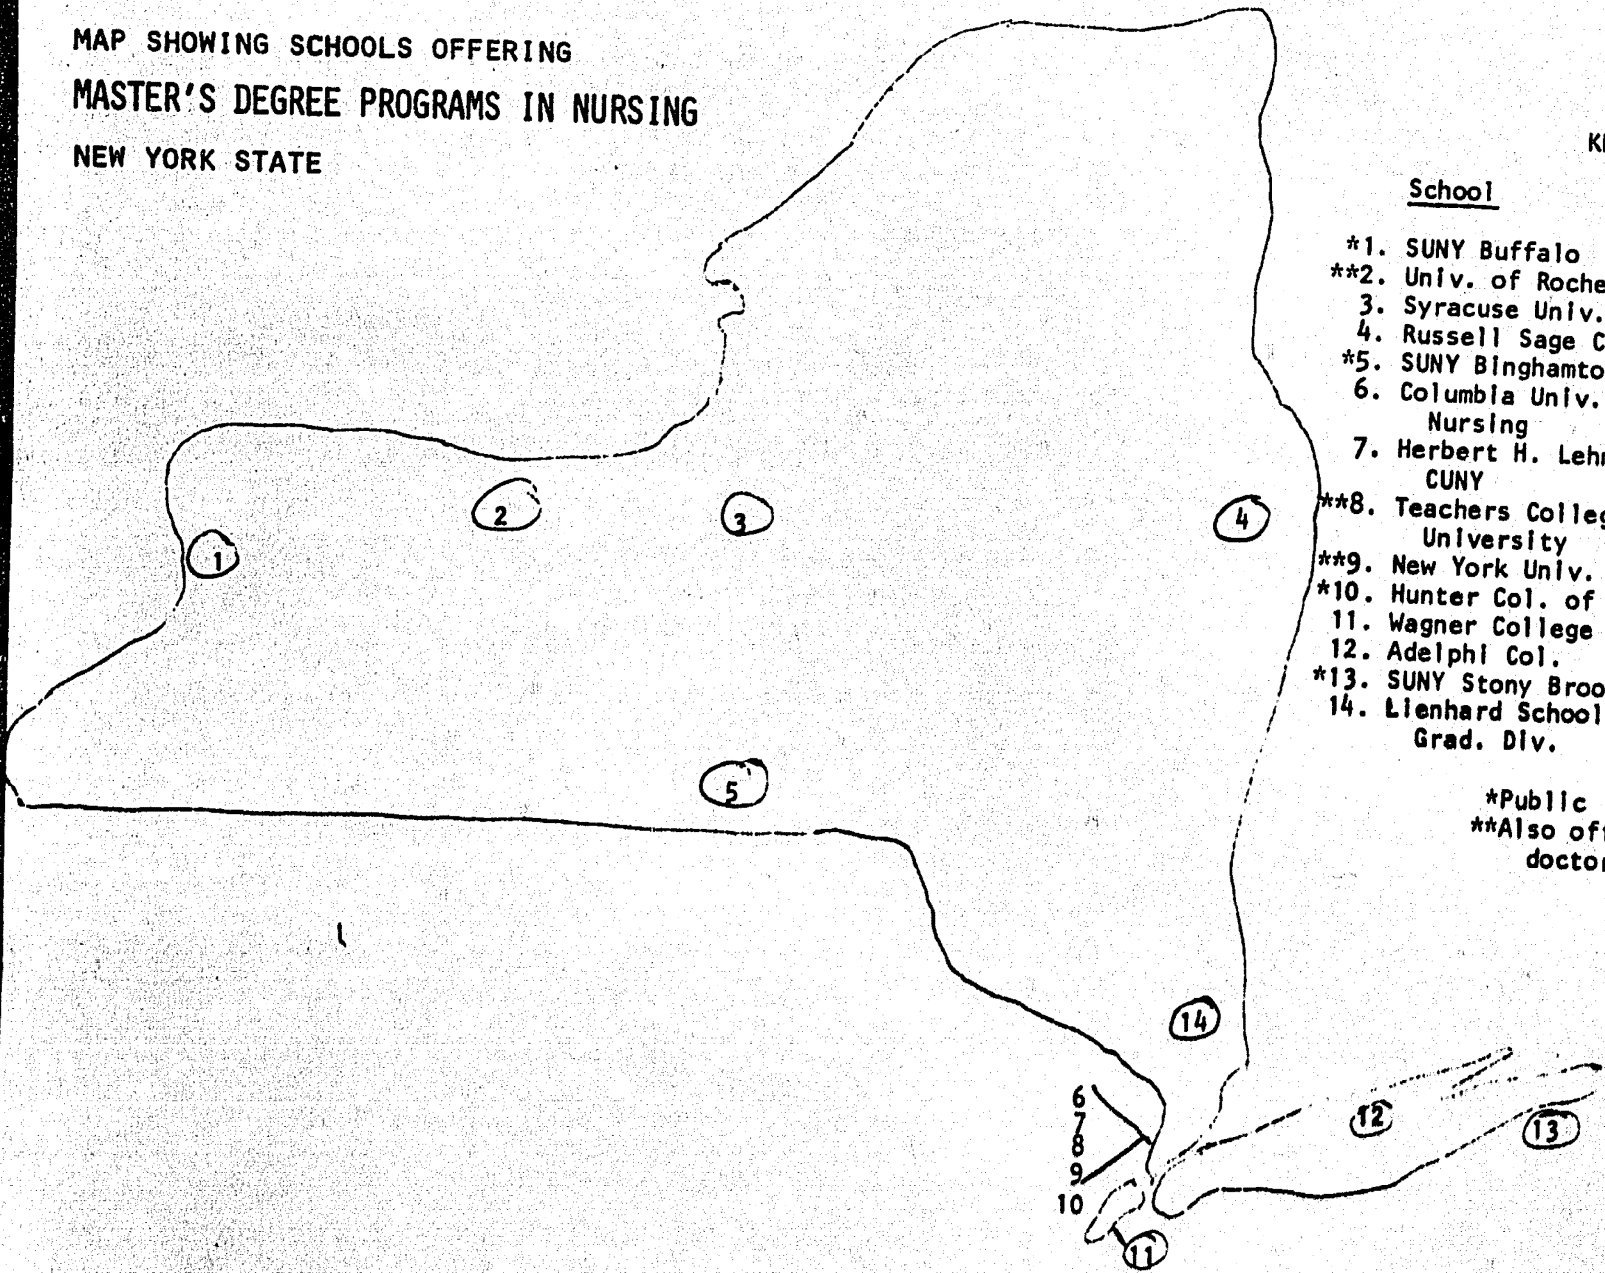 MAP SHOWING SCHOOLS OFFERING
MASTER'S DEGREE PROGRAMS IN NURSING
NEW YORK STATE
School
*1. SUNY Buffalo
**2. Univ. of Roche
3. Syracuse Univ.
4. Russell Sage C
*5. SUNY Binghamto
6. Columbia Univ.
Nursing
7. Herbert H. Leh
CUNY
**8. Teachers Colleg
University
**9. New York Univ.
*10. Hunter Col. of
11. Wagner College
12. Adelphi Col.
*13. SUNY Stony Broo
14. Lienhard School
Grad. Div.
*Public
**Also off
doctor
1
2
3
4
5
14
6
7
8
9
10
11
12
13